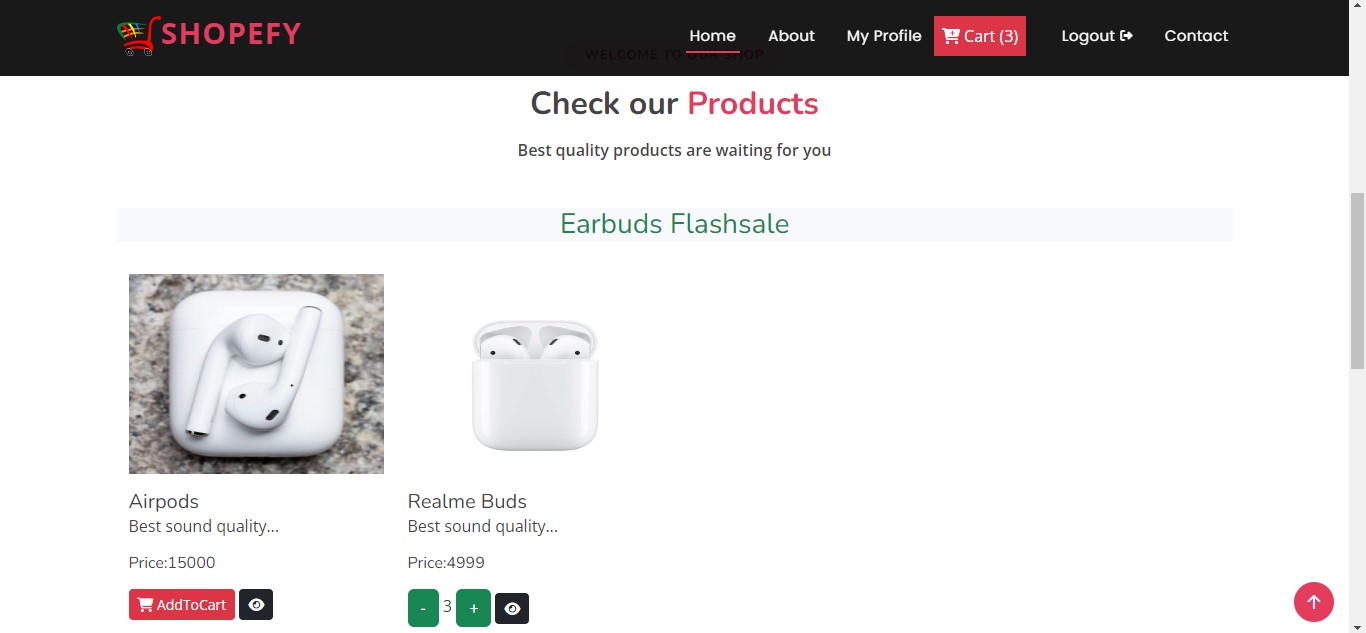 SHOPEFY
Home About My Profile Cart (3) Logout Contact
WELCOME TO OUR SHOP
Check our Products
Best quality products are waiting for you
Earbuds Flashsale
Airpods
Best sound quality...
Price:15000
AddToCart
Realme Buds
Best sound quality...
Price:4999
- 3 +